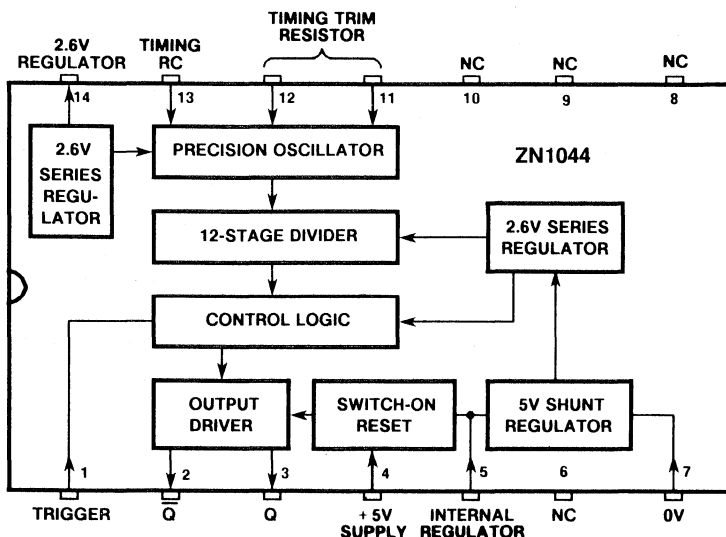 TIMING TRIM
RESISTOR
2.6V
REGULATOR
TIMING
RC
NC
NC
NC
14
13
12
11
10
9
8
2.6V
SERIES
REGU-
LATOR
PRECISION OSCILLATOR
ZN1044
12-STAGE DIVIDER
2.6V SERIES
REGULATOR
CONTROL LOGIC
OUTPUT
DRIVER
SWITCH-ON
RESET
5V SHUNT
REGULATOR
1
2
3
4
5
6
7
TRIGGER
Q̅
Q
+5V
SUPPLY
INTERNAL
REGULATOR
NC
0V